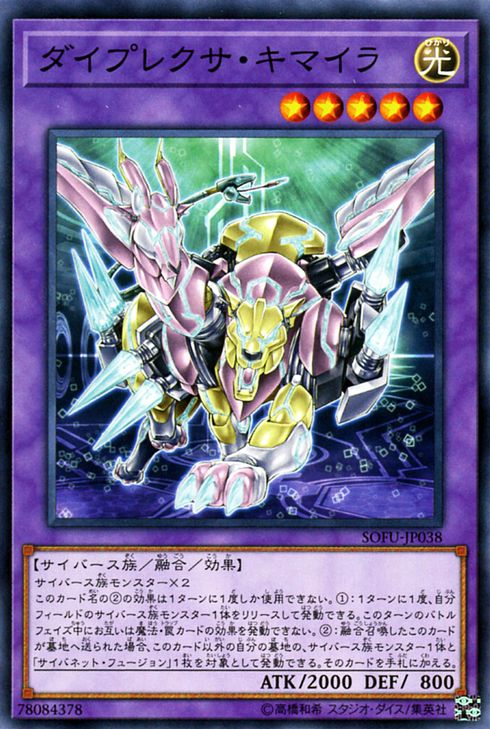 ダイプレクサ・キマイラ
光
ひかり
SOFU-JP038
【サイバース族／融合／効果】
サイバース族モンスター×２
このカード名の②の効果は１ターンに１度しか使用できない。①：１ターンに１度、自分
フィールドのサイバース族モンスター１体をリリースして発動できる。このターンのバトル
フェイズ中にお互いは魔法・罠カードの効果を発動できない。②：融合召喚したこのカード
が墓地へ送られた場合、このカード以外の自分の墓地の、サイバース族モンスター１体と
「サイバネット・フュージョン」１枚を対象として発動できる。そのカードを手札に加える。
ATK/2000 DEF/ 800
78084378
©高橋和希 スタジオ・ダイス/集英社